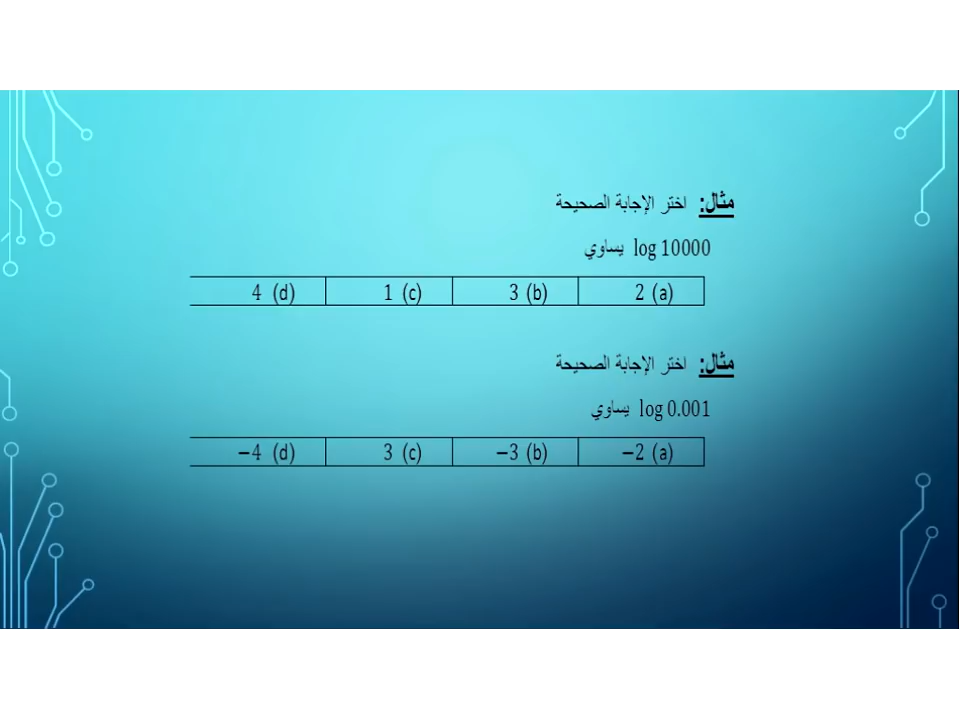 مثال: اختر الإجابة الصحيحة
log 10000 يساوي
2 (a) 3 (b) 1 (c) 4 (d)
مثال: اختر الإجابة الصحيحة
log 0.001 يساوي
−2 (a) −3 (b) 3 (c) −4 (d)